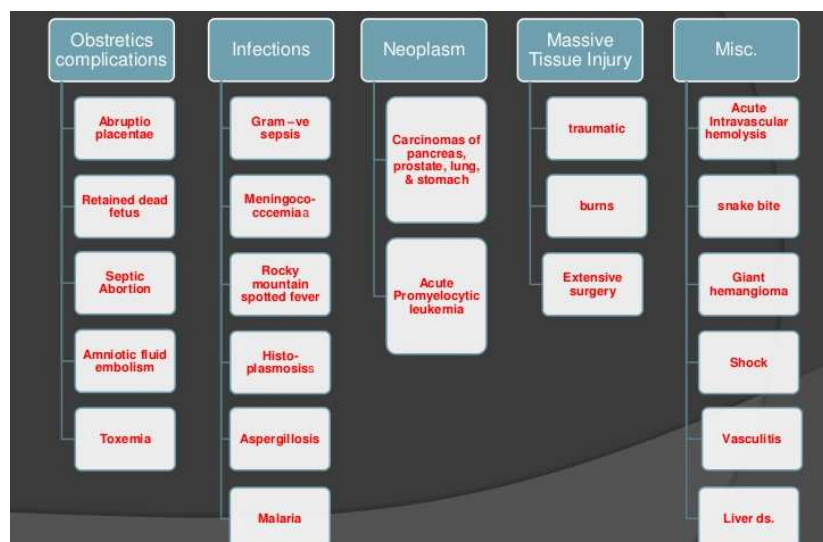 Obstretics
complications
Abruptio
placentae
Retained dead
fetus
Septic
Abortion
Amniotic fluid
embolism
Toxemia
Infections
Gram –ve
sepsis
Meningoco-
cccemiaa
Rocky
mountain
spotted fever
Histo-
plasmosiss
Aspergillosis
Malaria
Neoplasm
Carcinomas of
pancreas,
prostate, lung,
& stomach
Acute
Promyelocytic
leukemia
Massive
Tissue Injury
traumatic
burns
Extensive
surgery
Misc.
Acute
Intravascular
hemolysis
snake bite
Giant
hemangioma
Shock
Vasculitis
Liver ds.